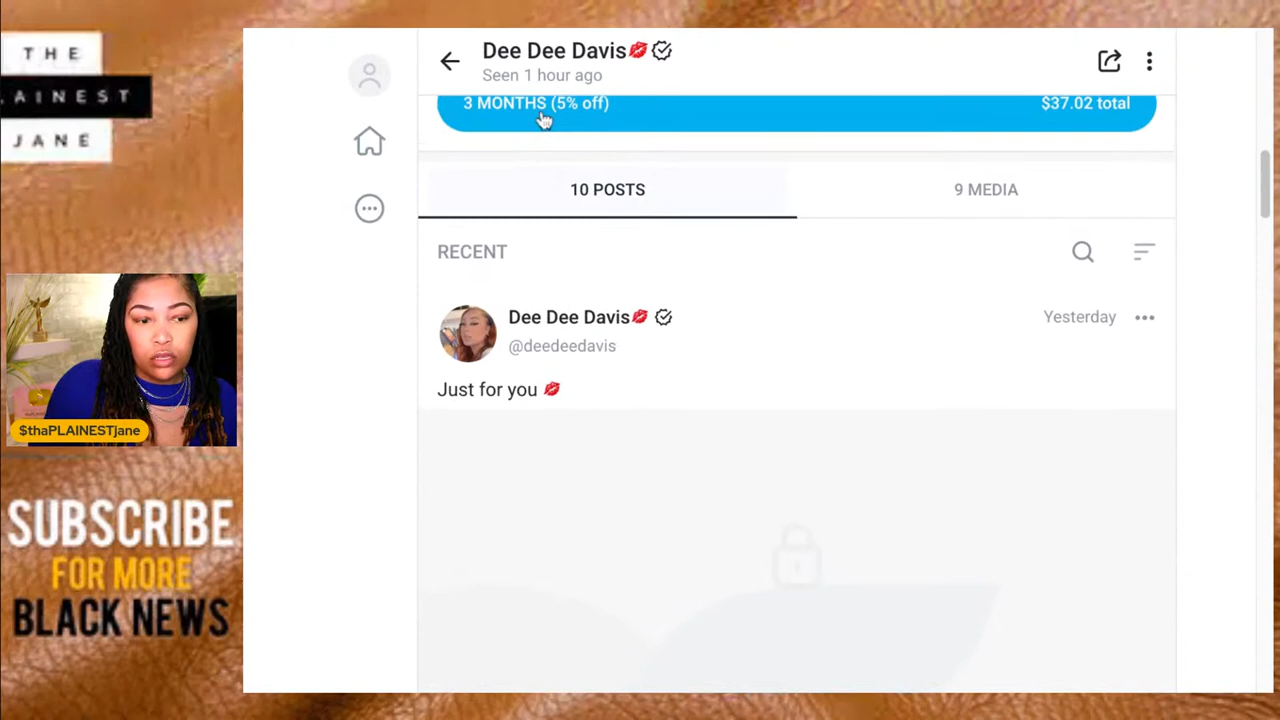 THE
LAINEST
JANE
$thaPLAINESTjane
SUBSCRIBE
FOR MORE
BLACK NEWS
Dee Dee Davis💋
Seen 1 hour ago
3 MONTHS (5% off)
$37.02 total
10 POSTS
9 MEDIA
RECENT
Dee Dee Davis💋
Yesterday
@deedeedavis
Just for you 💋